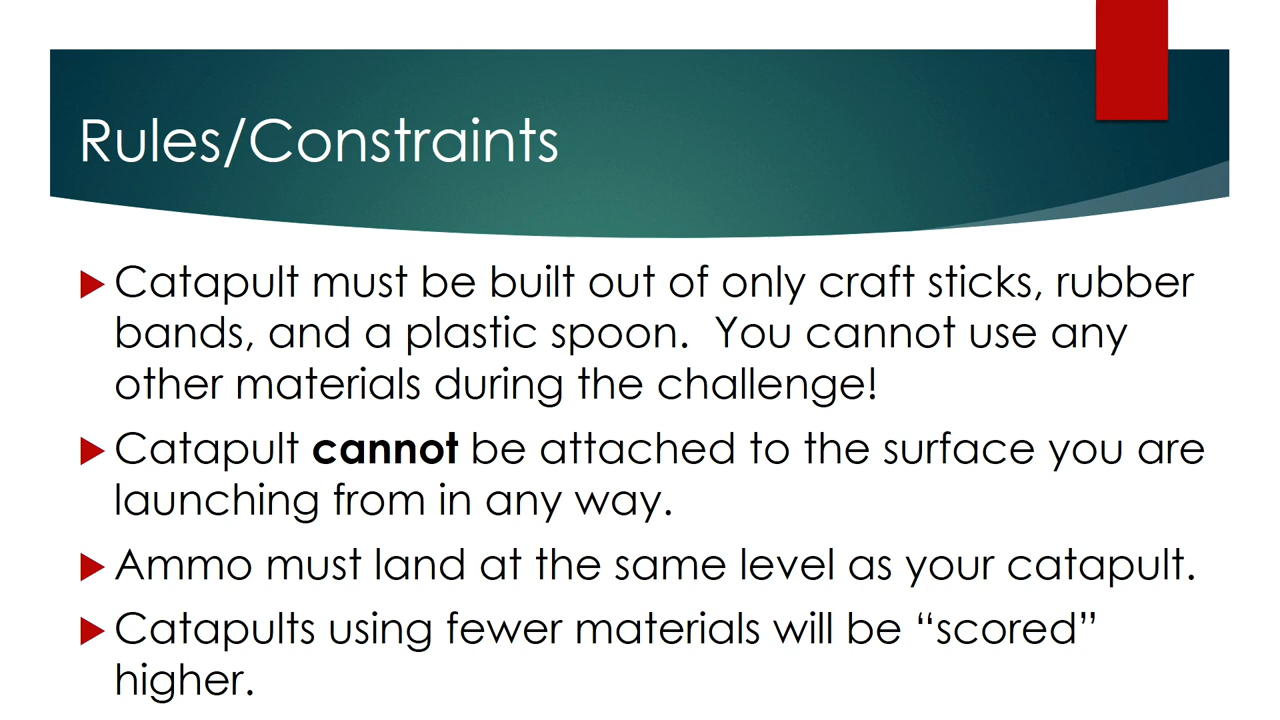 Rules/Constraints
Catapult must be built out of only craft sticks, rubber
bands, and a plastic spoon.  You cannot use any
other materials during the challenge!
Catapult cannot be attached to the surface you are
launching from in any way.
Ammo must land at the same level as your catapult.
Catapults using fewer materials will be “scored”
higher.